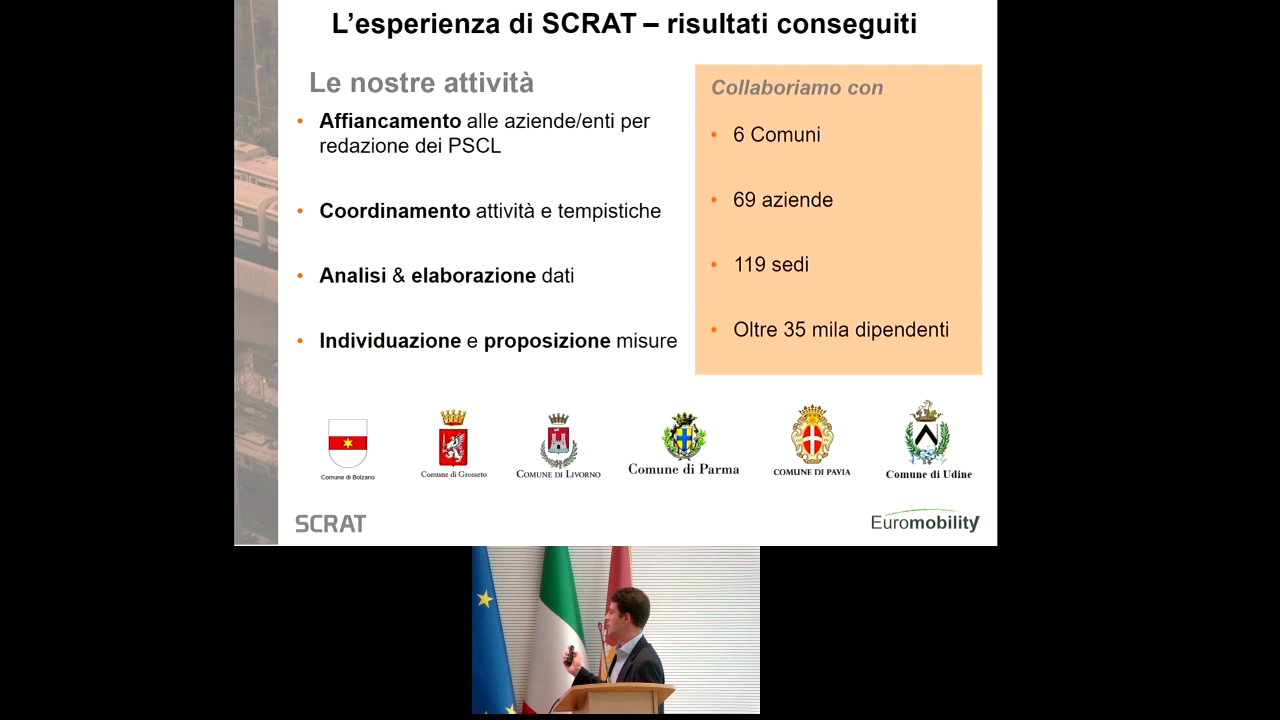 L'esperienza di SCRAT – risultati conseguiti
Le nostre attività
• Affiancamento alle aziende/enti per
redazione dei PSCL
• Coordinamento attività e tempistiche
• Analisi & elaborazione dati
• Individuazione e proposizione misure
Collaboriamo con
• 6 Comuni
• 69 aziende
• 119 sedi
• Oltre 35 mila dipendenti
Comune di Bolzano
Comune di Grosseto
COMUNE DI LIVORNO
Comune di Parma
COMUNE DI PAVIA
Comune di Udine
SCRAT
Euromobility